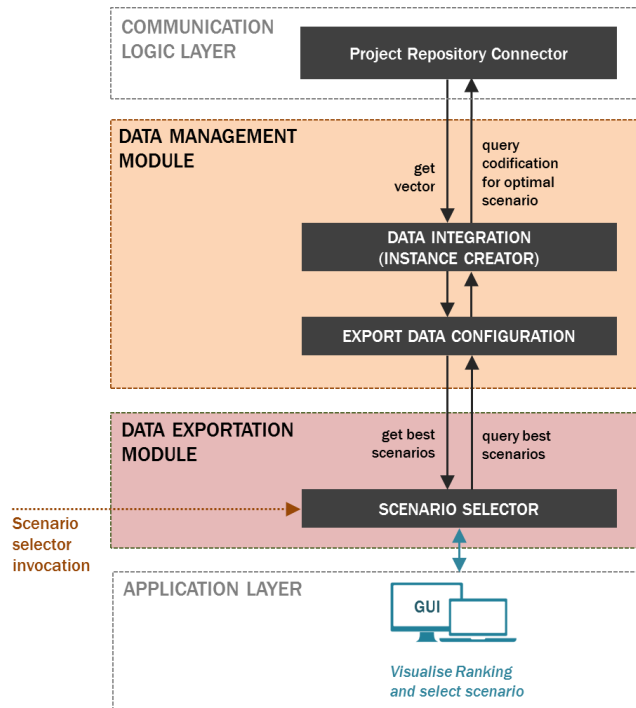 COMMUNICATION
LOGIC LAYER
Project Repository Connector
DATA MANAGEMENT
MODULE
get
vector
query
codification
for optimal
scenario
DATA INTEGRATION
(INSTANCE CREATOR)
EXPORT DATA CONFIGURATION
DATA EXPORTATION
MODULE
get best
scenarios
query best
scenarios
SCENARIO SELECTOR
Scenario
selector
invocation
APPLICATION LAYER
GUI
Visualise Ranking
and select scenario